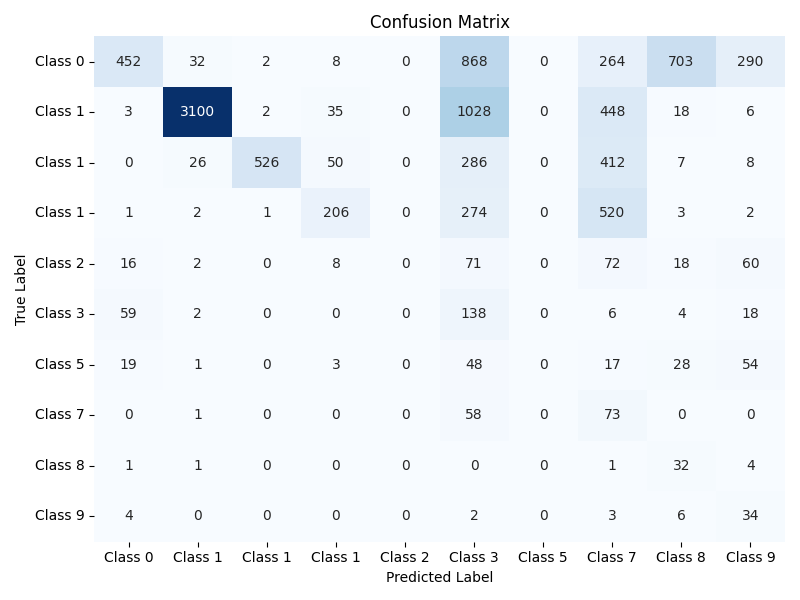 Confusion Matrix
True Label
Class 0 452 32 2 8 0 868 0 264 703 290
Class 1 3 3100 2 35 0 1028 0 448 18 6
Class 1 0 26 526 50 0 286 0 412 7 8
Class 1 1 2 1 206 0 274 0 520 3 2
Class 2 16 2 0 8 0 71 0 72 18 60
Class 3 59 2 0 0 0 138 0 6 4 18
Class 5 19 1 0 3 0 48 0 17 28 54
Class 7 0 1 0 0 0 58 0 73 0 0
Class 8 1 1 0 0 0 0 0 1 32 4
Class 9 4 0 0 0 0 2 0 3 6 34
Class 0 Class 1 Class 1 Class 1 Class 2 Class 3 Class 5 Class 7 Class 8 Class 9
Predicted Label